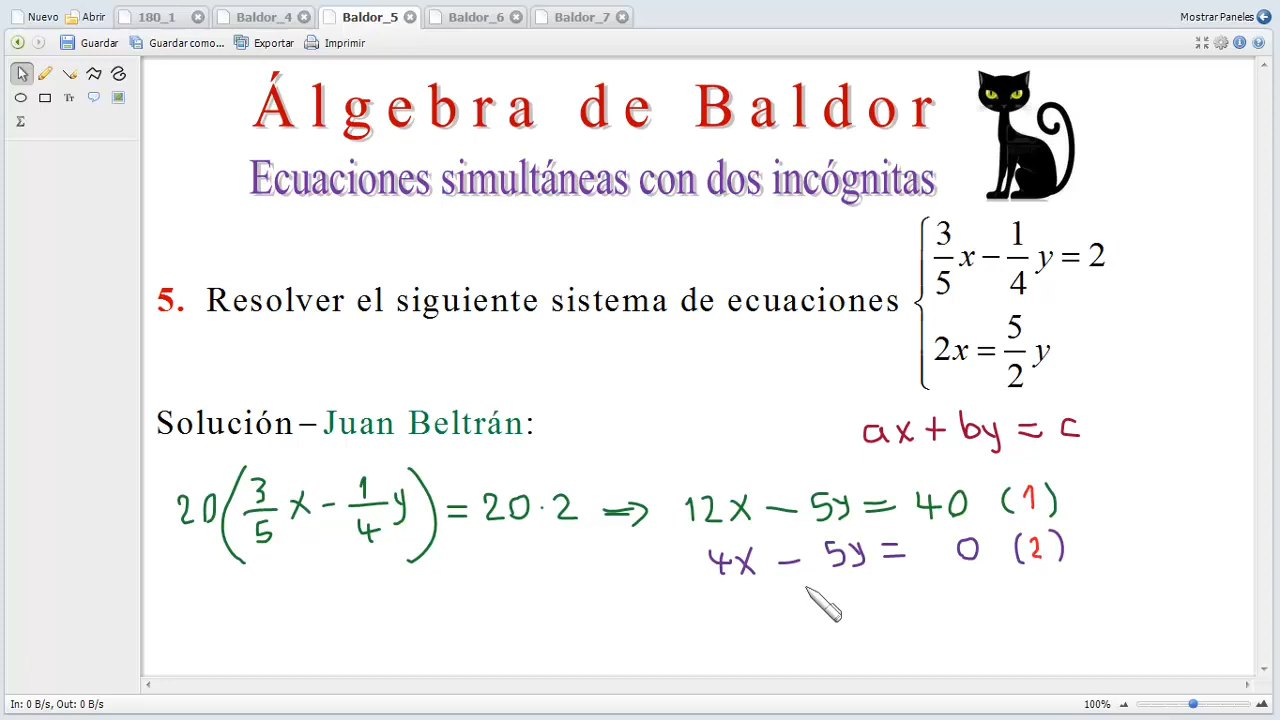 Nuevo Abrir 180_1 Baldor_4 Baldor_5 Baldor_6 Baldor_7 Mostrar Paneles
Guardar Guardar como... Exportar Imprimir
Tr
Σ
Álgebra de Baldor
Ecuaciones simultáneas con dos incógnitas
3/5 x − 1/4 y = 2
5. Resolver el siguiente sistema de ecuaciones
2x = 5/2 y
Solución – Juan Beltrán:
ax + by = c
20(3/5 x − 1/4 y) = 20·2 ⇒ 12x − 5y = 40 (1)
4x − 5y = 0 (2)
In: 0 B/s, Out: 0 B/s 100%